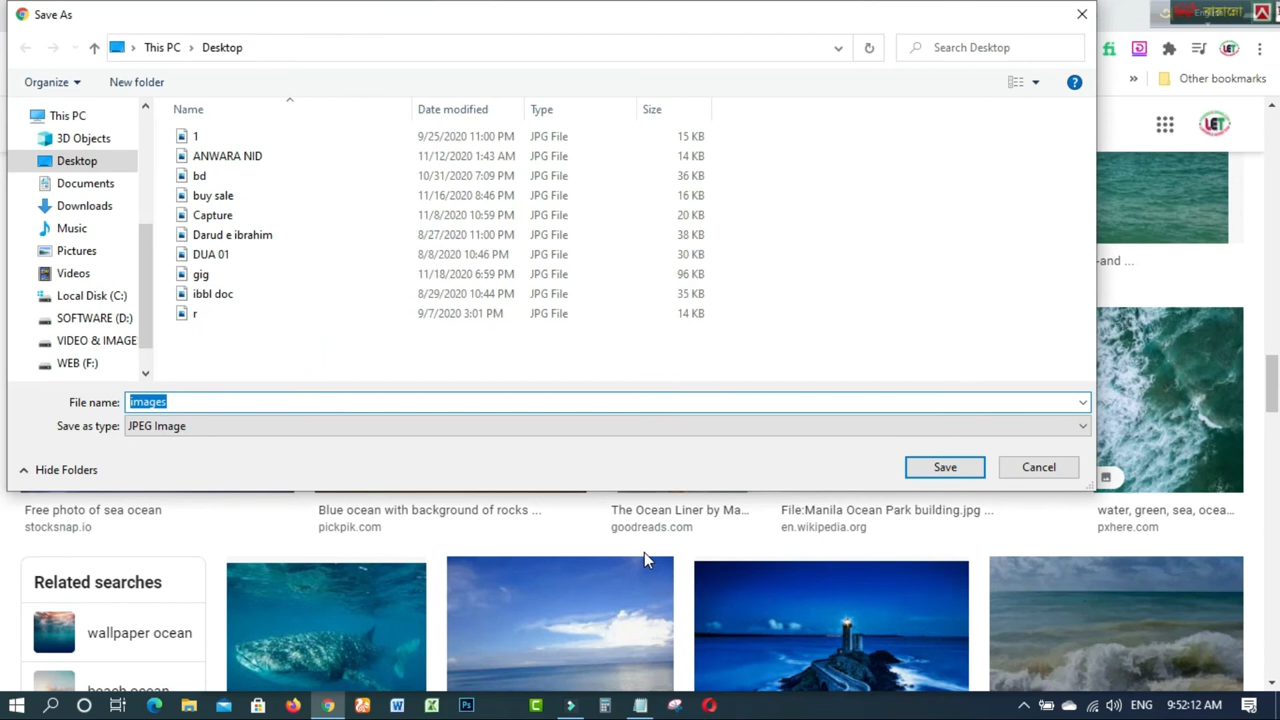 Save As
This PC > Desktop
Search Desktop
Organize
New folder
This PC
3D Objects
Desktop
Documents
Downloads
Music
Pictures
Videos
Local Disk (C:)
SOFTWARE (D:)
VIDEO & IMAGE
WEB (F:)
Name Date modified Type Size
1 9/25/2020 11:00 PM JPG File 15 KB
ANWARA NID 11/12/2020 1:43 AM JPG File 14 KB
bd 10/31/2020 7:09 PM JPG File 36 KB
buy sale 11/16/2020 8:46 PM JPG File 16 KB
Capture 11/8/2020 10:59 PM JPG File 20 KB
Darud e ibrahim 8/27/2020 11:00 PM JPG File 38 KB
DUA 01 8/8/2020 10:46 PM JPG File 30 KB
gig 11/18/2020 6:59 PM JPG File 96 KB
ibbl doc 8/29/2020 10:44 PM JPG File 35 KB
r 9/7/2020 3:01 PM JPG File 14 KB
File name: images
Save as type: JPEG Image
Hide Folders
Save
Cancel
» Other bookmarks
LET
-and ...
Free photo of sea ocean
stocksnap.io
Blue ocean with background of rocks ...
pickpik.com
The Ocean Liner by Ma...
goodreads.com
File:Manila Ocean Park building.jpg ...
en.wikipedia.org
water, green, sea, ocea...
pxhere.com
Related searches
wallpaper ocean
beach ocean
ENG
9:52:12 AM